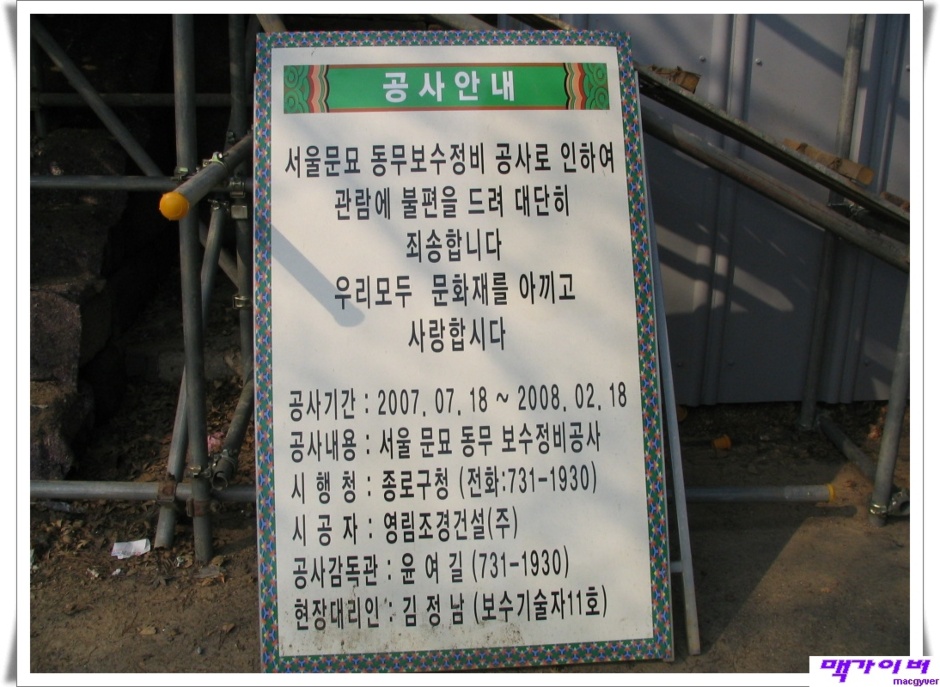 공사안내
서울문묘 동무보수정비 공사로 인하여
관람에 불편을 드려 대단히
죄송합니다
우리모두 문화재를 아끼고
사랑합시다
공사기간 : 2007. 07. 18 ~ 2008. 02. 18
공사내용 : 서울 문묘 동무 보수정비공사
시 행 청 : 종로구청 (전화:731-1930)
시 공 자 : 영림조경건설(주)
공사감독관 : 윤 여 길 (731-1930)
현장대리인 : 김 정 남 (보수기술자11호)
맥가이버
macgyver